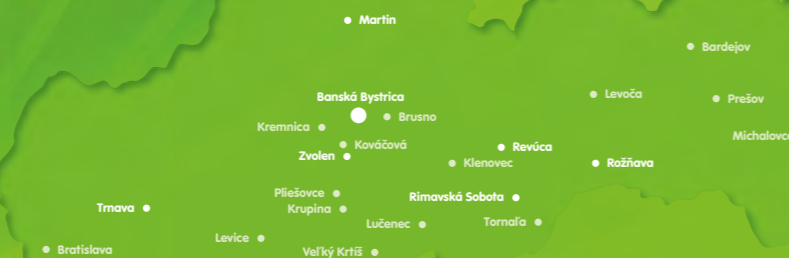 Martin
Bardejov
Levoča
Banská Bystrica
Prešov
Brusno
Kremnica
Michalovce
Kováčová
Revúca
Zvolen
Klenovec
Rožňava
Pliešovce
Rimavská Sobota
Trnava
Krupina
Lučenec
Tornaľa
Levice
Bratislava
Veľký Krtíš